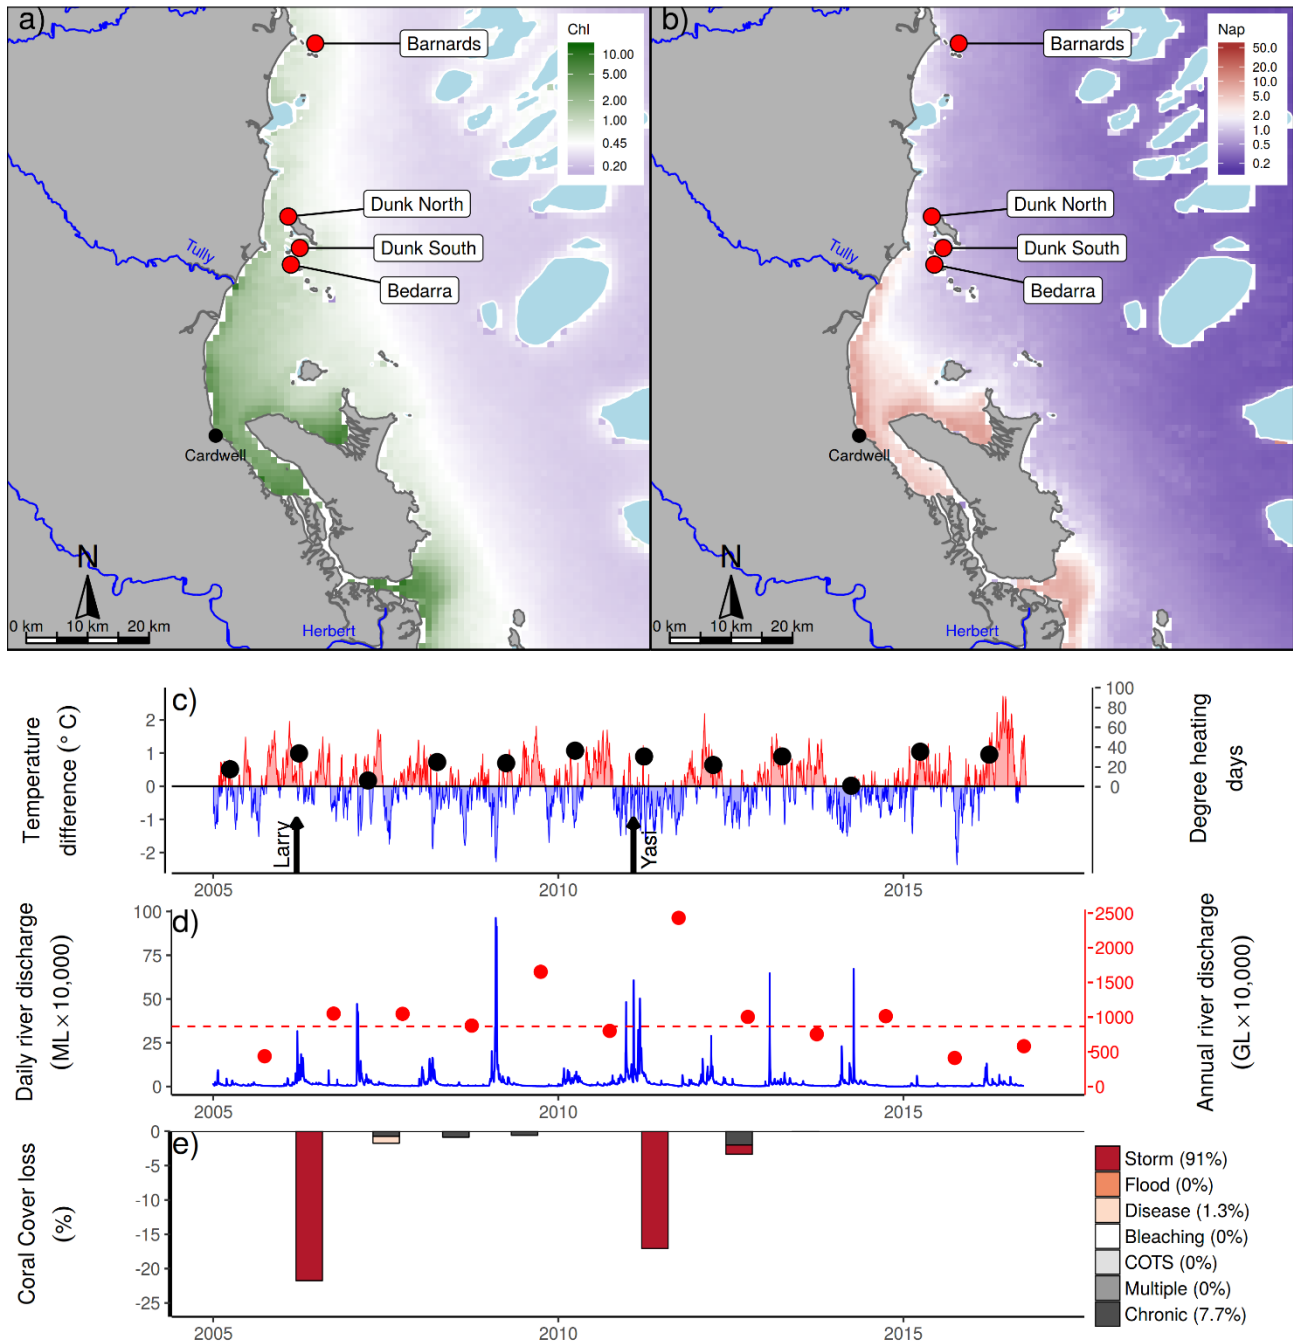 a)
Chl
10.00
5.00
2.00
1.00
0.45
0.20
Barnards
Dunk North
Dunk South
Bedarra
Tully
Cardwell
N
0 km 10 km 20 km
Herbert
b)
Nap
50.0
20.0
10.0
5.0
2.0
1.0
0.5
0.2
Barnards
Dunk North
Dunk South
Bedarra
Tully
Cardwell
N
0 km 10 km 20 km
Herbert
c)
Temperature
difference (° C)
2
1
0
-1
-2
Larry
Yasi
100
80
60
40
20
0
Degree heating
days
2005 2010 2015
d)
Daily river discharge
(ML×10,000)
100
75
50
25
0
2500
2000
1500
1000
500
0
Annual river discharge
(GL×10,000)
2005 2010 2015
e)
Coral Cover loss
(%)
0
-5
-10
-15
-20
-25
2005 2010 2015
Storm (91%)
Flood (0%)
Disease (1.3%)
Bleaching (0%)
COTS (0%)
Multiple (0%)
Chronic (7.7%)